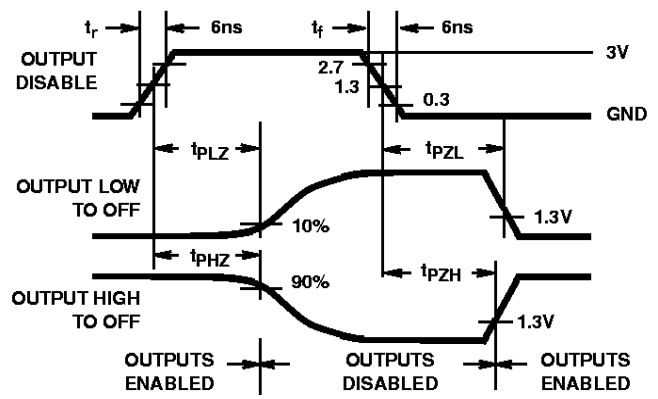 tr 6ns tf 6ns
OUTPUT
DISABLE
2.7
1.3
0.3
3V
GND
tPLZ tPZL
OUTPUT LOW
TO OFF
10%
1.3V
tPHZ tPZH
OUTPUT HIGH
TO OFF
90%
1.3V
OUTPUTS
ENABLED
OUTPUTS
DISABLED
OUTPUTS
ENABLED